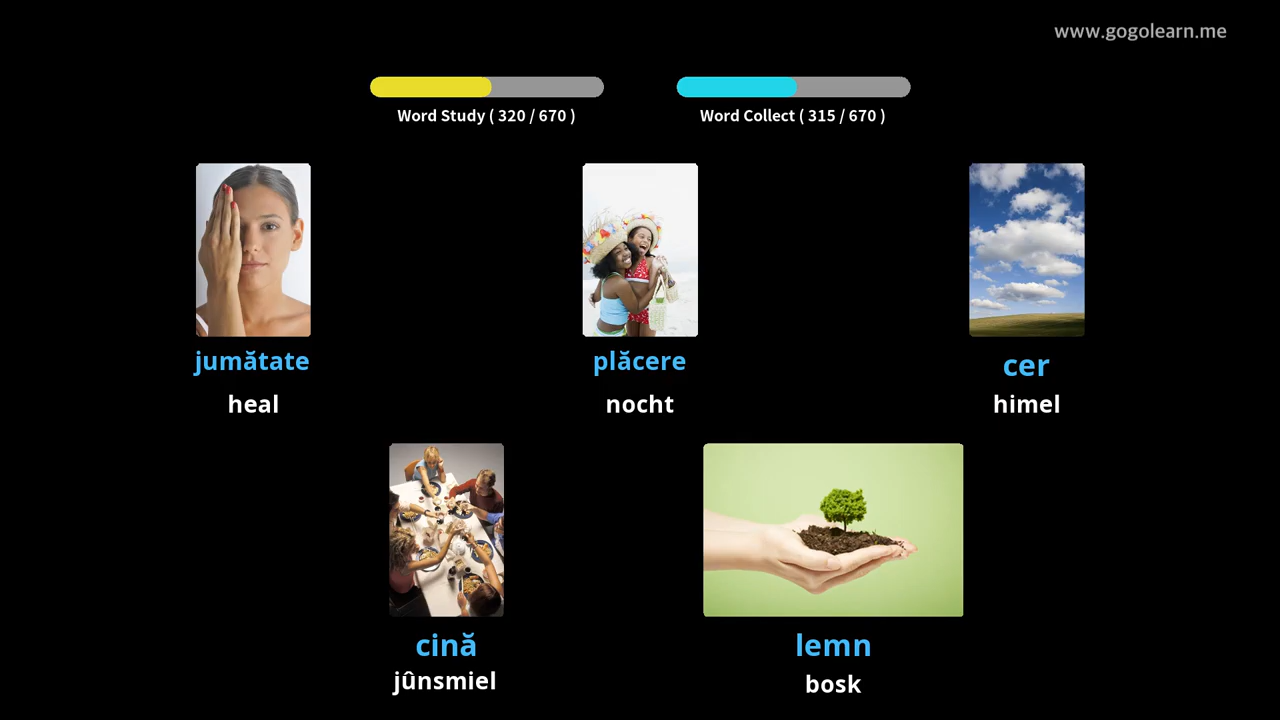 www.gogolearn.me
Word Study ( 320 / 670 )
Word Collect ( 315 / 670 )
jumătate
heal
plăcere
nocht
cer
himel
cină
jûnsmiel
lemn
bosk